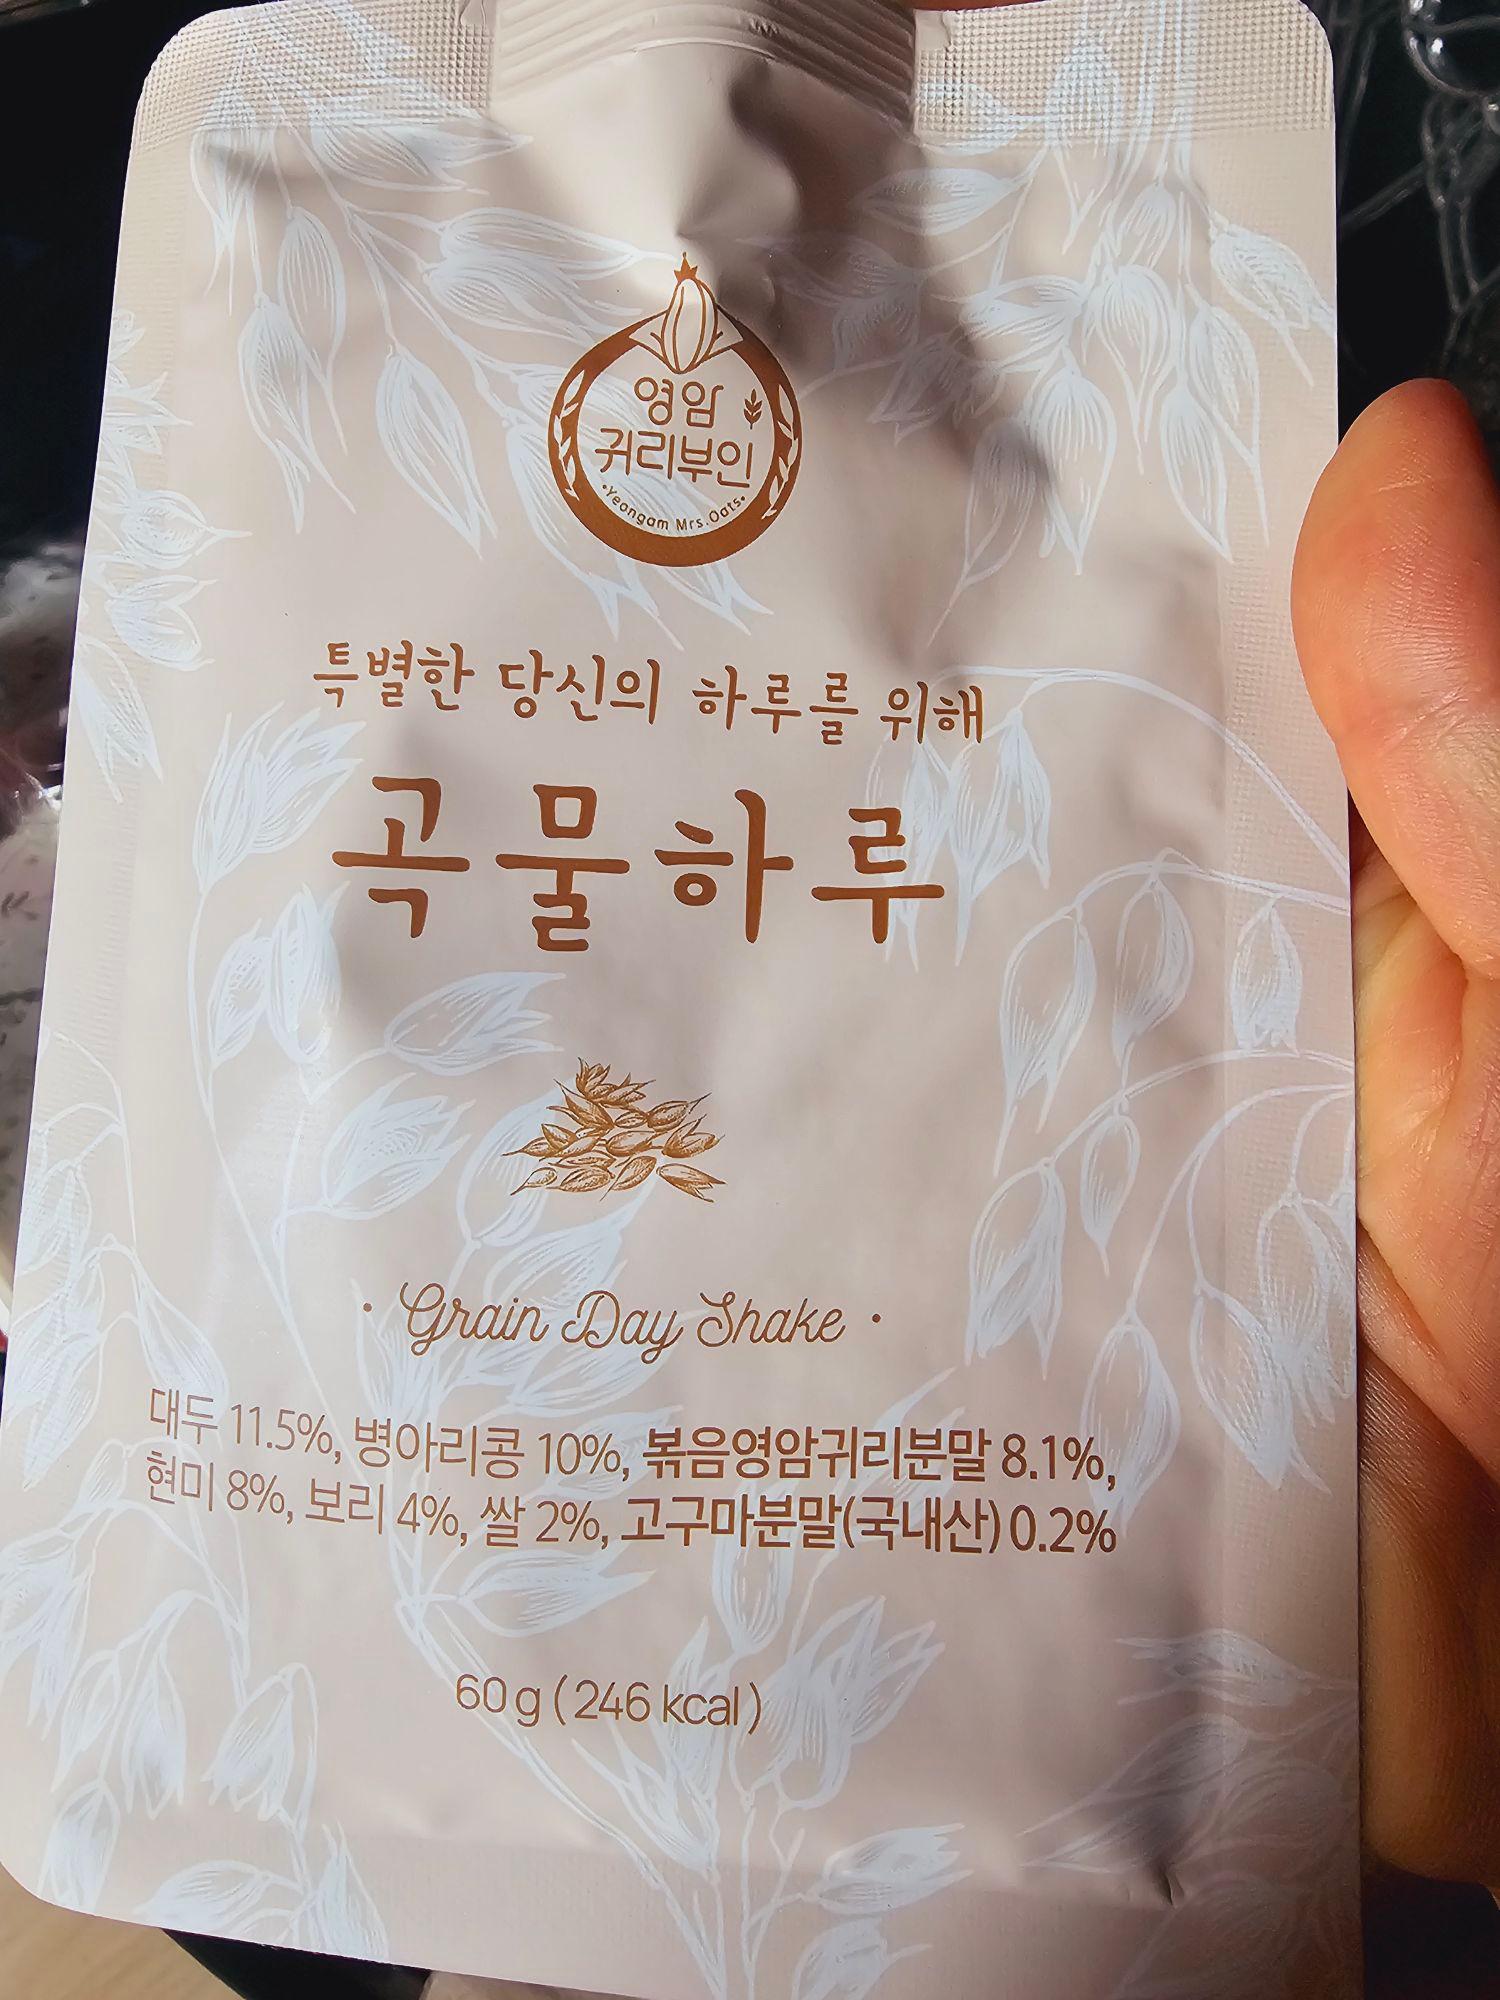 영암
귀리부인
•Yeongam Mrs.Oats•
특별한 당신의 하루를 위해
곡물하루
• Grain Day Shake •
대두 11.5%, 병아리콩 10%, 볶음영암귀리분말 8.1%,
현미 8%, 보리 4%, 쌀 2%, 고구마분말(국내산) 0.2%
60g (246 kcal)